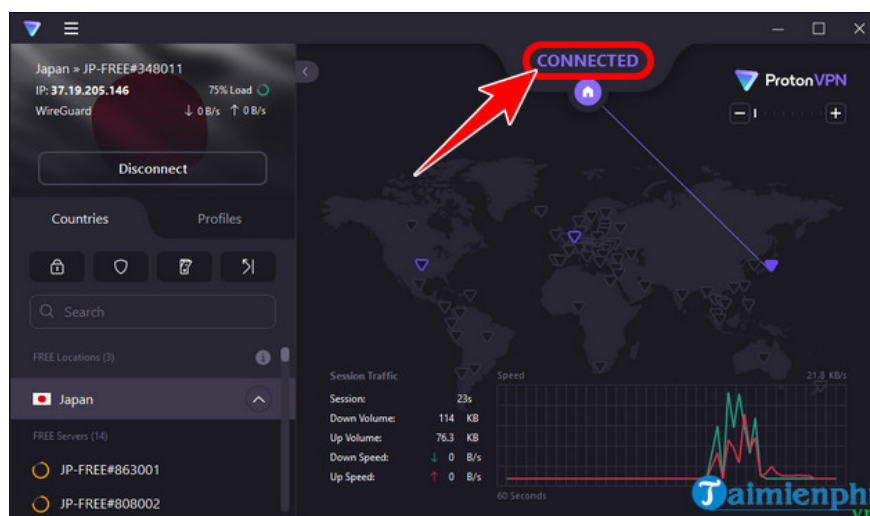 CONNECTED
Japan » JP-FREE#348011
IP: 37.19.205.146 75% Load
WireGuard ↓ 0 B/s ↑ 0 B/s
Disconnect
ProtonVPN
Countries Profiles
Search
FREE Locations (3)
Japan
FREE Servers (14)
JP-FREE#863001
JP-FREE#808002
Session Traffic
Session: 23s
Down Volume: 114 KB
Up Volume: 76.3 KB
Down Speed: ↓ 0 B/s
Up Speed: ↑ 0 B/s
Speed 21.8 KB/s
60 Seconds
Taimienphi
.vn